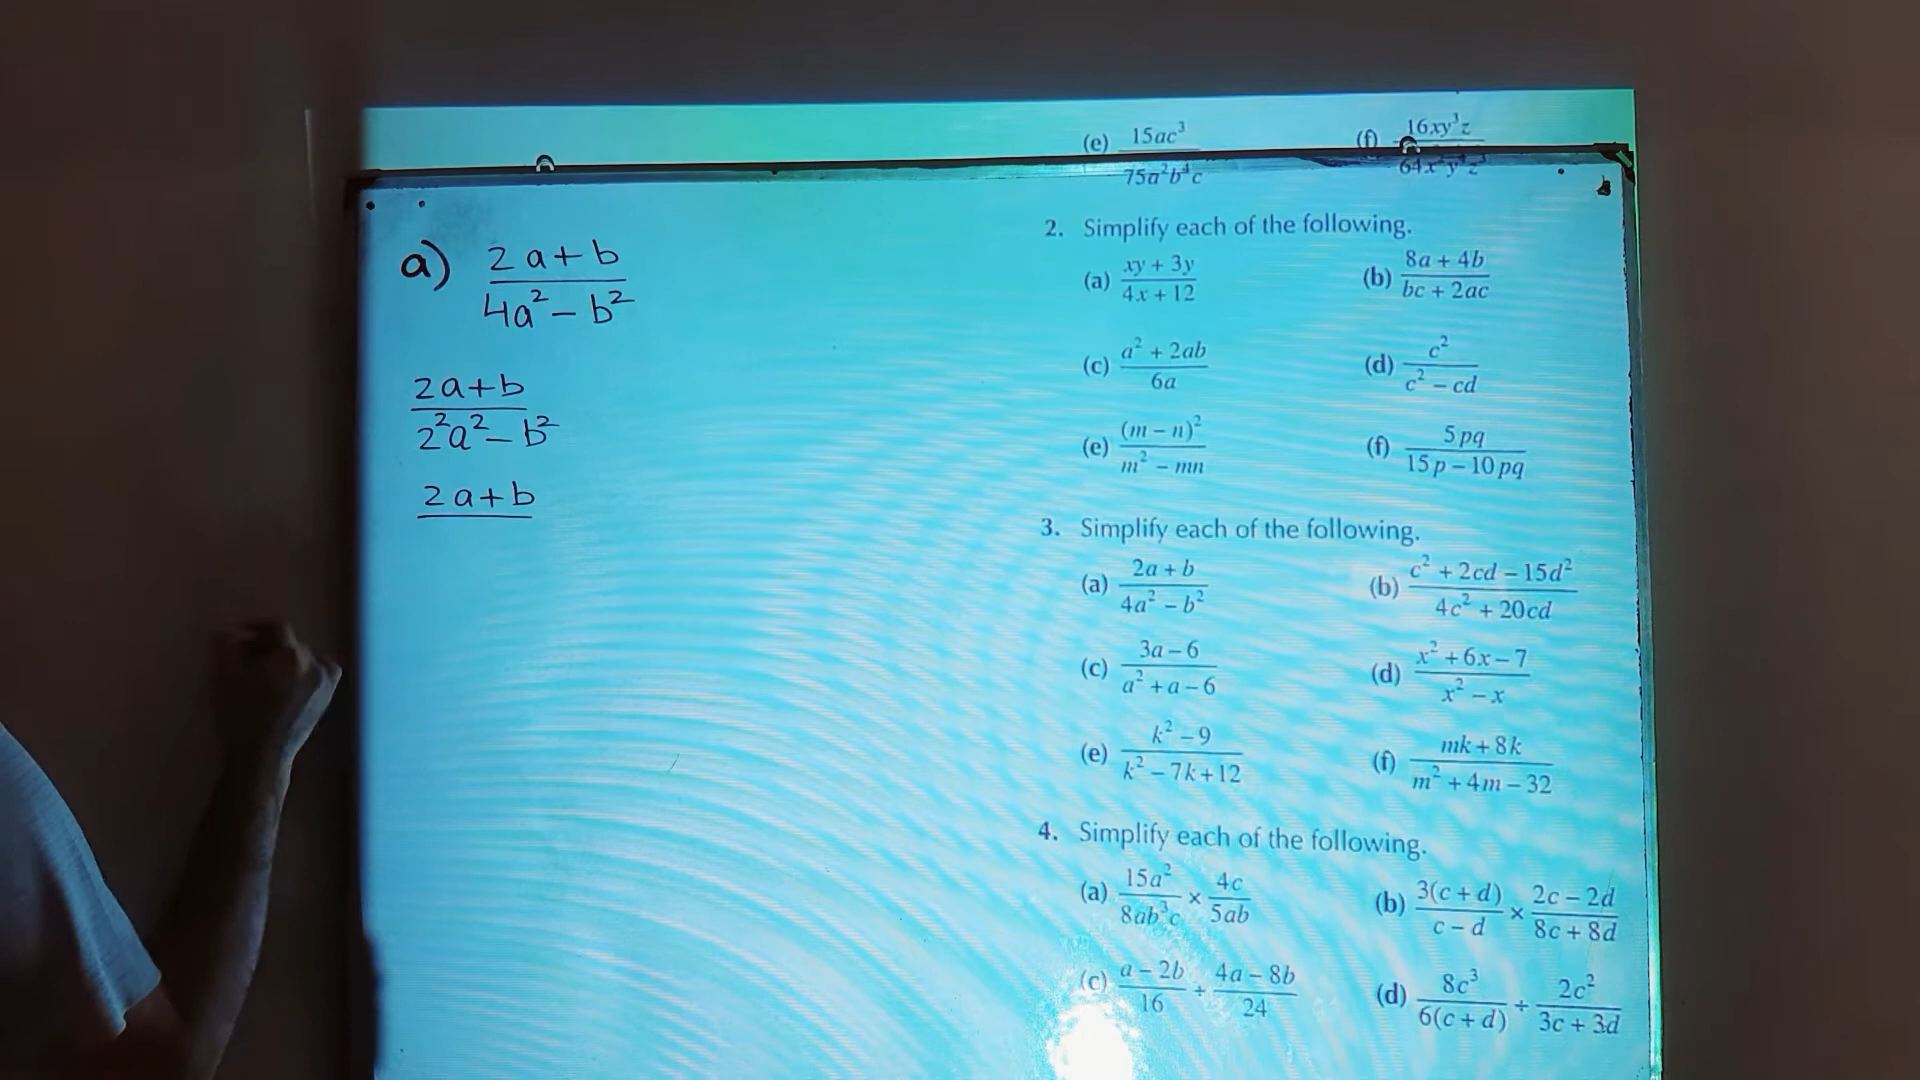 (e) 15ac³/75a²b⁴c (f) 16xy³z/64x²y⁴z³
a) 2a+b/4a²-b²
2a+b/2²a²-b²
2a+b
2. Simplify each of the following.
(a) xy + 3y/4x + 12 (b) 8a + 4b/bc + 2ac
(c) a² + 2ab/6a (d) c²/c² - cd
(e) (m - n)²/m² - mn (f) 5pq/15p - 10pq
3. Simplify each of the following.
(a) 2a + b/4a² - b² (b) c² + 2cd - 15d²/4c² + 20cd
(c) 3a - 6/a² + a - 6 (d) x² + 6x - 7/x² - x
(e) k² - 9/k² - 7k + 12 (f) mk + 8k/m² + 4m - 32
4. Simplify each of the following.
(a) 15a²/8ab³c × 4c/5ab (b) 3(c + d)/c - d × 2c - 2d/8c + 8d
(c) a - 2b/16 ÷ 4a - 8b/24 (d) 8c³/6(c + d) ÷ 2c²/3c + 3d